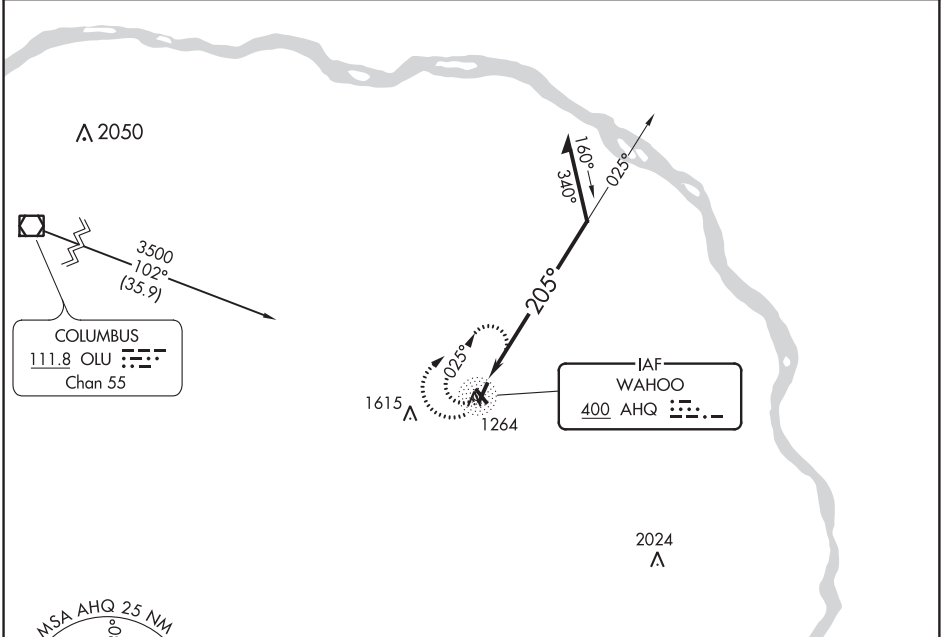 2050
160°
340°
025°
3500
102°
(35.9)
205°
COLUMBUS
111.8 OLU
Chan 55
025°
IAF
WAHOO
400 AHQ
1615
1264
2024
MSA AHQ 25 NM